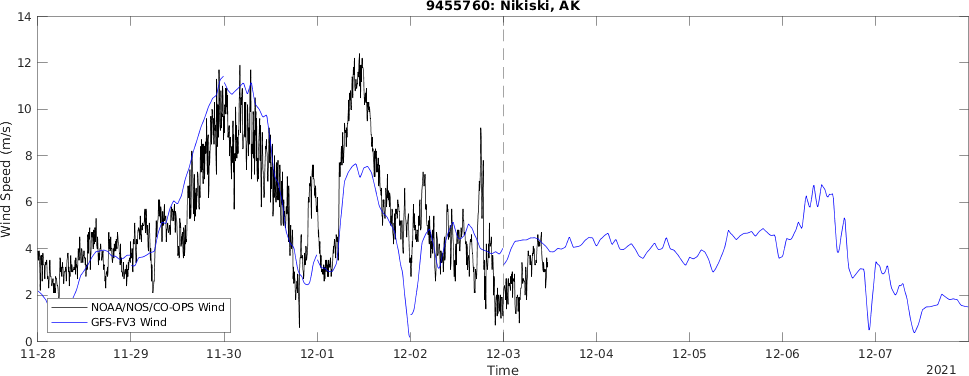 9455760: Nikiski, AK
Wind Speed (m/s)
14
12
10
8
6
4
2
0
NOAA/NOS/CO-OPS Wind
GFS-FV3 Wind
11-28 11-29 11-30 12-01 12-02 12-03 12-04 12-05 12-06 12-07
Time
2021